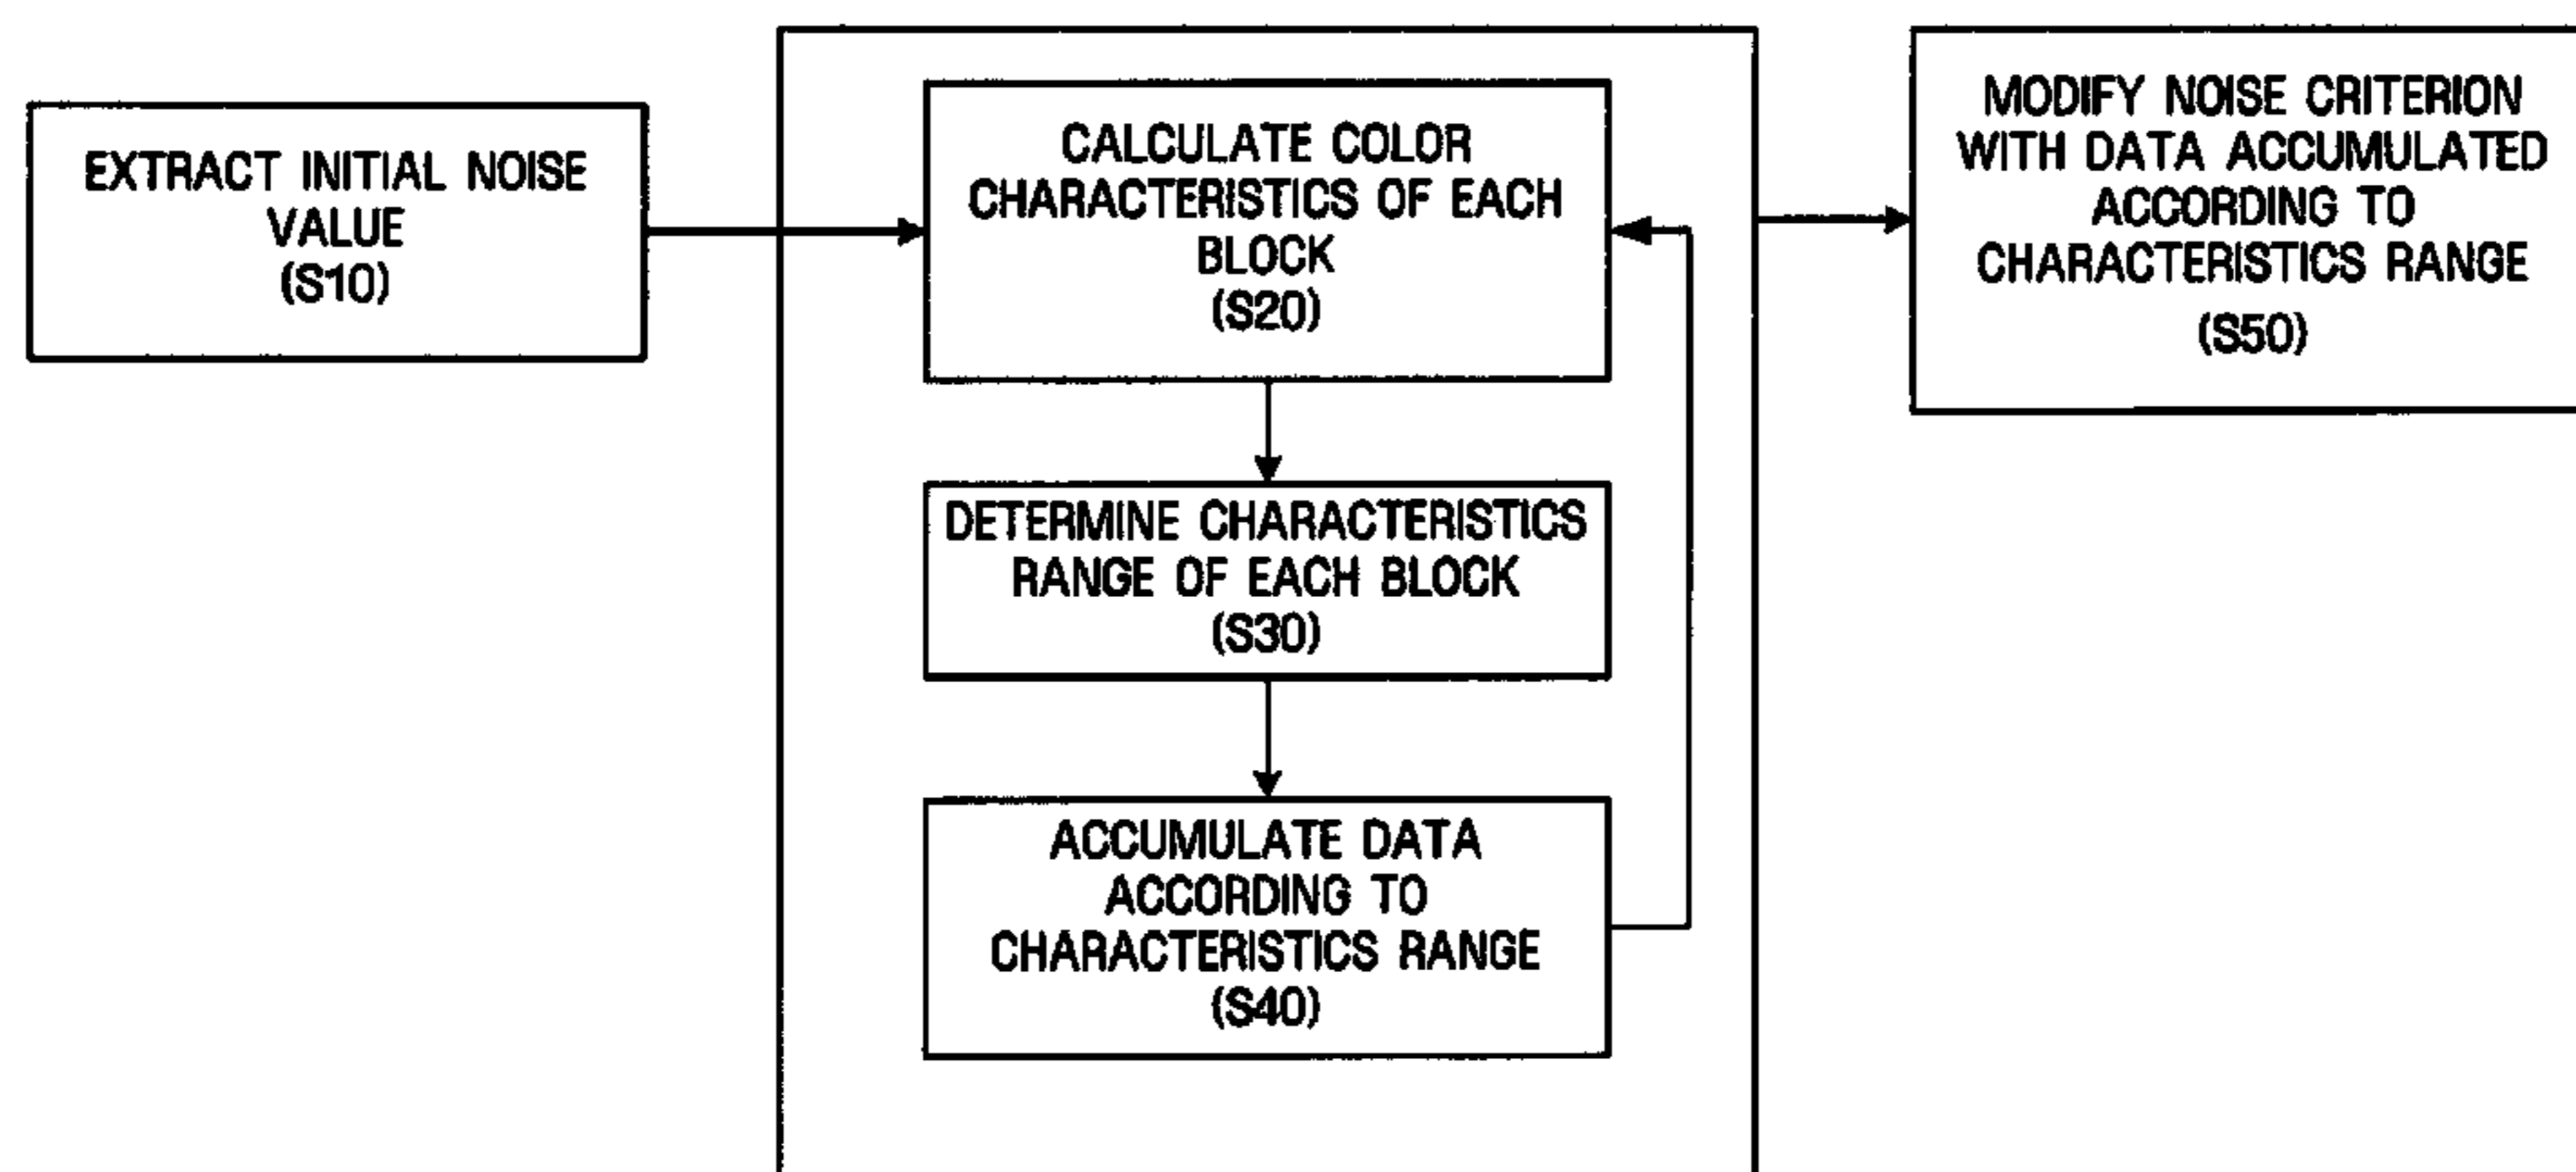 EXTRACT INITIAL NOISE
VALUE
(S10)
CALCULATE COLOR
CHARACTERISTICS OF EACH
BLOCK
(S20)
DETERMINE CHARACTERISTICS
RANGE OF EACH BLOCK
(S30)
ACCUMULATE DATA
ACCORDING TO
CHARACTERISTICS RANGE
(S40)
MODIFY NOISE CRITERION
WITH DATA ACCUMULATED
ACCORDING TO
CHARACTERISTICS RANGE
(S50)